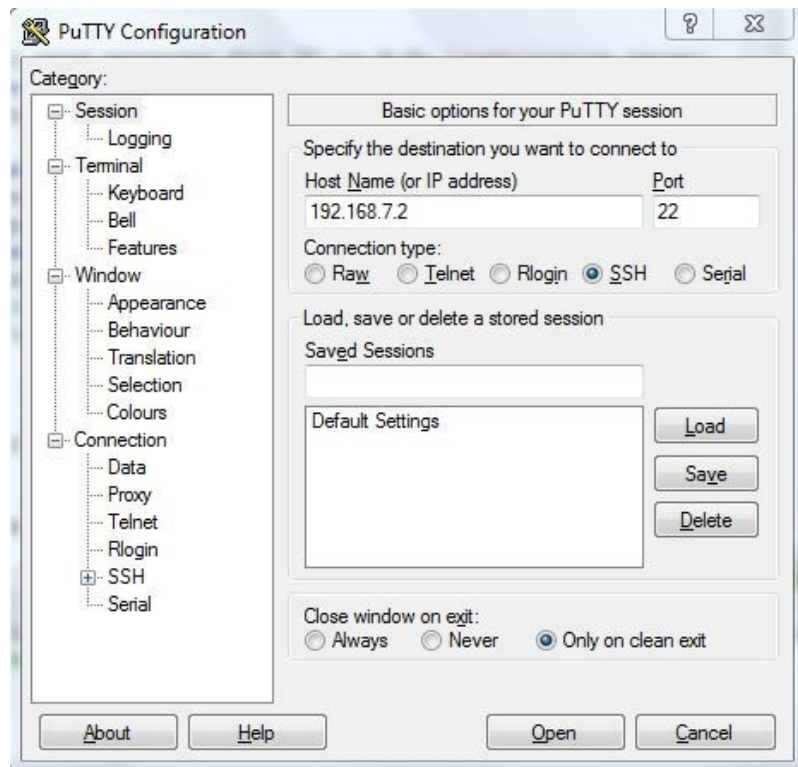 PuTTY Configuration
Category:
Session
Logging
Terminal
Keyboard
Bell
Features
Window
Appearance
Behaviour
Translation
Selection
Colours
Connection
Data
Proxy
Telnet
Rlogin
SSH
Serial
Basic options for your PuTTY session
Specify the destination you want to connect to
Host Name (or IP address) Port
192.168.7.2 22
Connection type:
Raw Telnet Rlogin SSH Serial
Load, save or delete a stored session
Saved Sessions
Default Settings
Load
Save
Delete
Close window on exit:
Always Never Only on clean exit
About Help Open Cancel